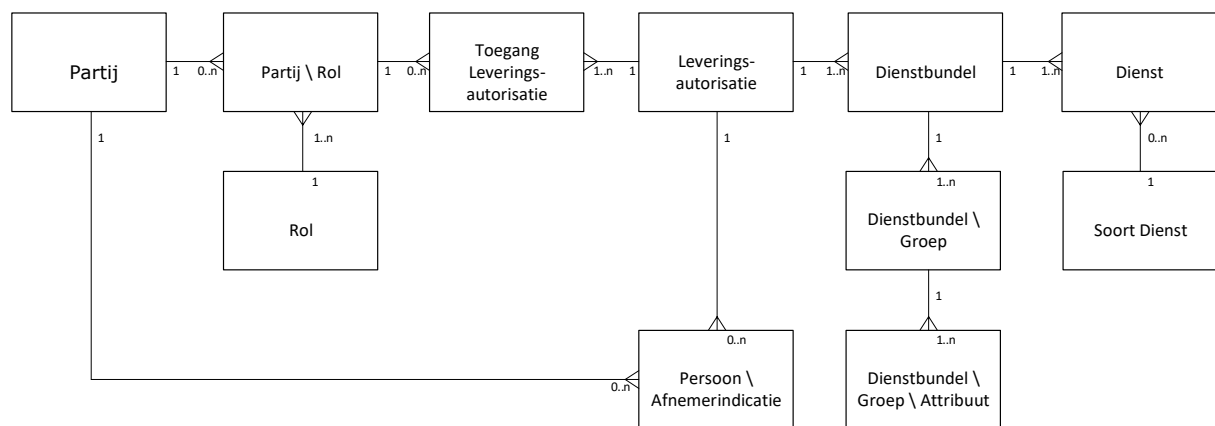 Partij
1
0..n
Partij \ Rol
1
0..n
Toegang
Leverings-
autorisatie
1..n
1
Leverings-
autorisatie
1
1..n
Dienstbundel
1
1..n
Dienst
1
1..n
1
1
0..n
1
Rol
1..n
Dienstbundel \
Groep
1
Soort Dienst
1
0..n
0..n
Persoon \
Afnemerindicatie
1..n
Dienstbundel \
Groep \ Attribuut